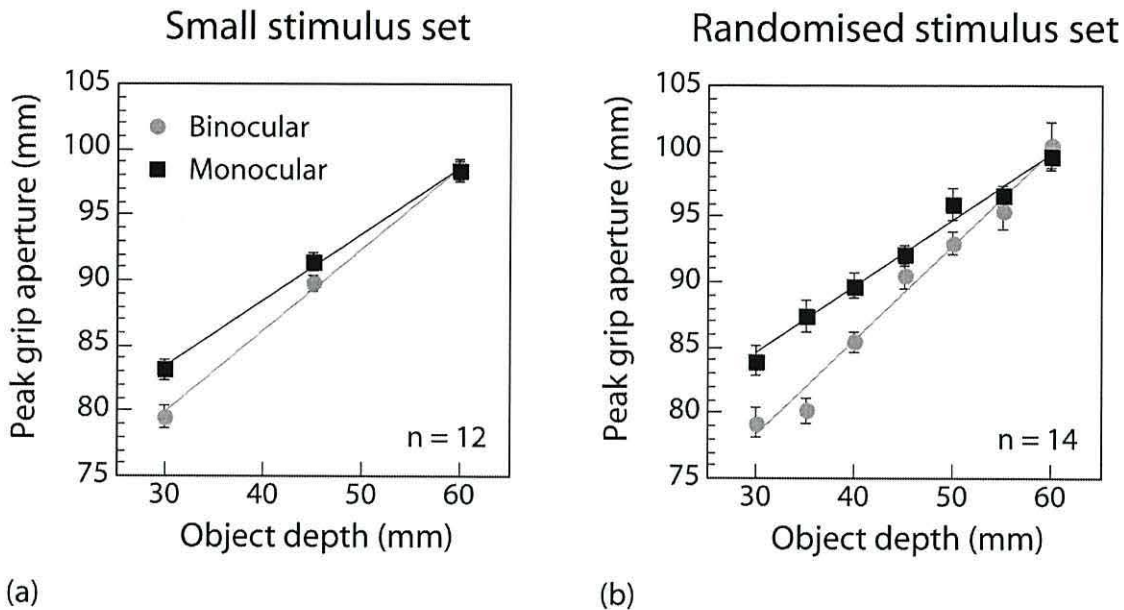 Small stimulus set
105
100
95
90
85
80
75
Peak grip aperture (mm)
Binocular
Monocular
n = 12
30 40 50 60
Object depth (mm)
(a)
Randomised stimulus set
105
100
95
90
85
80
75
Peak grip aperture (mm)
n = 14
30 40 50 60
Object depth (mm)
(b)